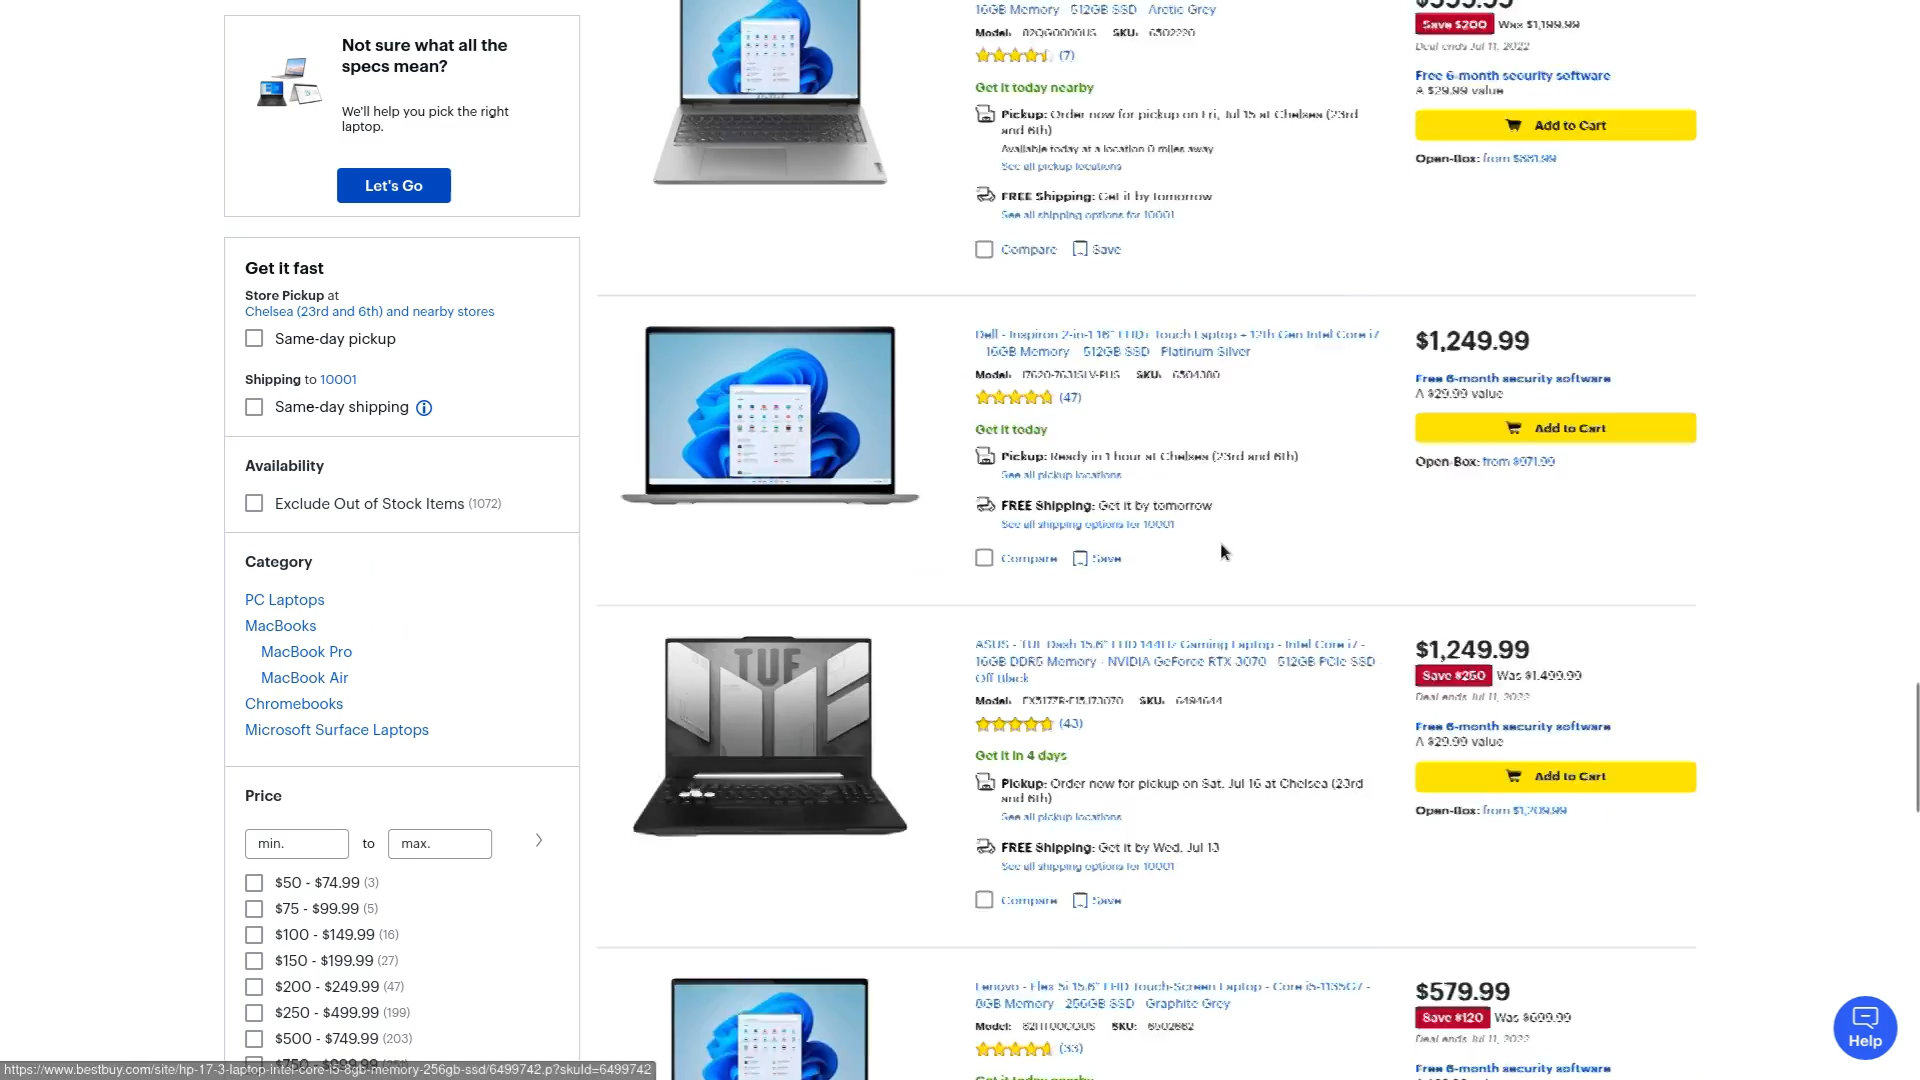 Not sure what all the
specs mean?
We'll help you pick the right
laptop.
Let's Go
Get it fast
Store Pickup at
Chelsea (23rd and 6th) and nearby stores
Same-day pickup
Shipping to 10001
Same-day shipping
Availability
Exclude Out of Stock Items (1072)
Category
PC Laptops
MacBooks
MacBook Pro
MacBook Air
Chromebooks
Microsoft Surface Laptops
Price
min. to max.
$50 - $74.99 (3)
$75 - $99.99 (5)
$100 - $149.99 (16)
$150 - $199.99 (27)
$200 - $249.99 (47)
$250 - $499.99 (199)
$500 - $749.99 (203)
https://www.bestbuy.com/site/hp-17-3-laptop-intel-core-i5-8gb-memory-256gb-ssd/6499742.p?skuId=6499742
16GB Memory - 512GB SSD - Arctic Grey
Model: SKU: 6502220
(7)
Get it today nearby
Pickup: Order now for pickup on Fri, Jul 15 at Chelsea (23rd
and 6th)
Available today at a location 0 miles away
See all pickup locations
FREE Shipping: Get it by tomorrow
See all shipping options for 10001
Compare Save
Save $200 Was $1,199.99
Deal ends Jul 11, 2022
Free 6-month security software
A $29.99 value
Add to Cart
Open-Box: from
Dell - Inspiron 2-in-1 16" FHD+ Touch Laptop - 12th Gen Intel Core i7
- 16GB Memory - 512GB SSD - Platinum Silver
Model: SKU: 6504380
(47)
Get it today
Pickup: Ready in 1 hour at Chelsea (23rd and 6th)
See all pickup locations
FREE Shipping: Get it by tomorrow
See all shipping options for 10001
Compare Save
$1,249.99
Free 6-month security software
A $29.99 value
Add to Cart
Open-Box: from $971.99
TUF
ASUS - TUF Dash 15.6" FHD 144Hz Gaming Laptop - Intel Core i7 -
16GB DDR5 Memory - NVIDIA GeForce RTX 3070 - 512GB PCIe SSD -
Off Black
Model: SKU: 6494644
(43)
Get it in 4 days
Pickup: Order now for pickup on Sat, Jul 16 at Chelsea (23rd
and 6th)
See all pickup locations
FREE Shipping: Get it by Wed, Jul 13
See all shipping options for 10001
Compare Save
$1,249.99
Save $250 Was $1,499.99
Deal ends Jul 11, 2022
Free 6-month security software
A $29.99 value
Add to Cart
Open-Box: from $1,209.99
Lenovo - Flex 5i 15.6" FHD Touch-Screen Laptop - Core i5-1135G7 -
8GB Memory - 256GB SSD - Graphite Grey
Model: SKU: 6502662
(33)
$579.99
Save $120 Was $699.99
Deal ends Jul 11, 2022
Free 6-month security software
Help